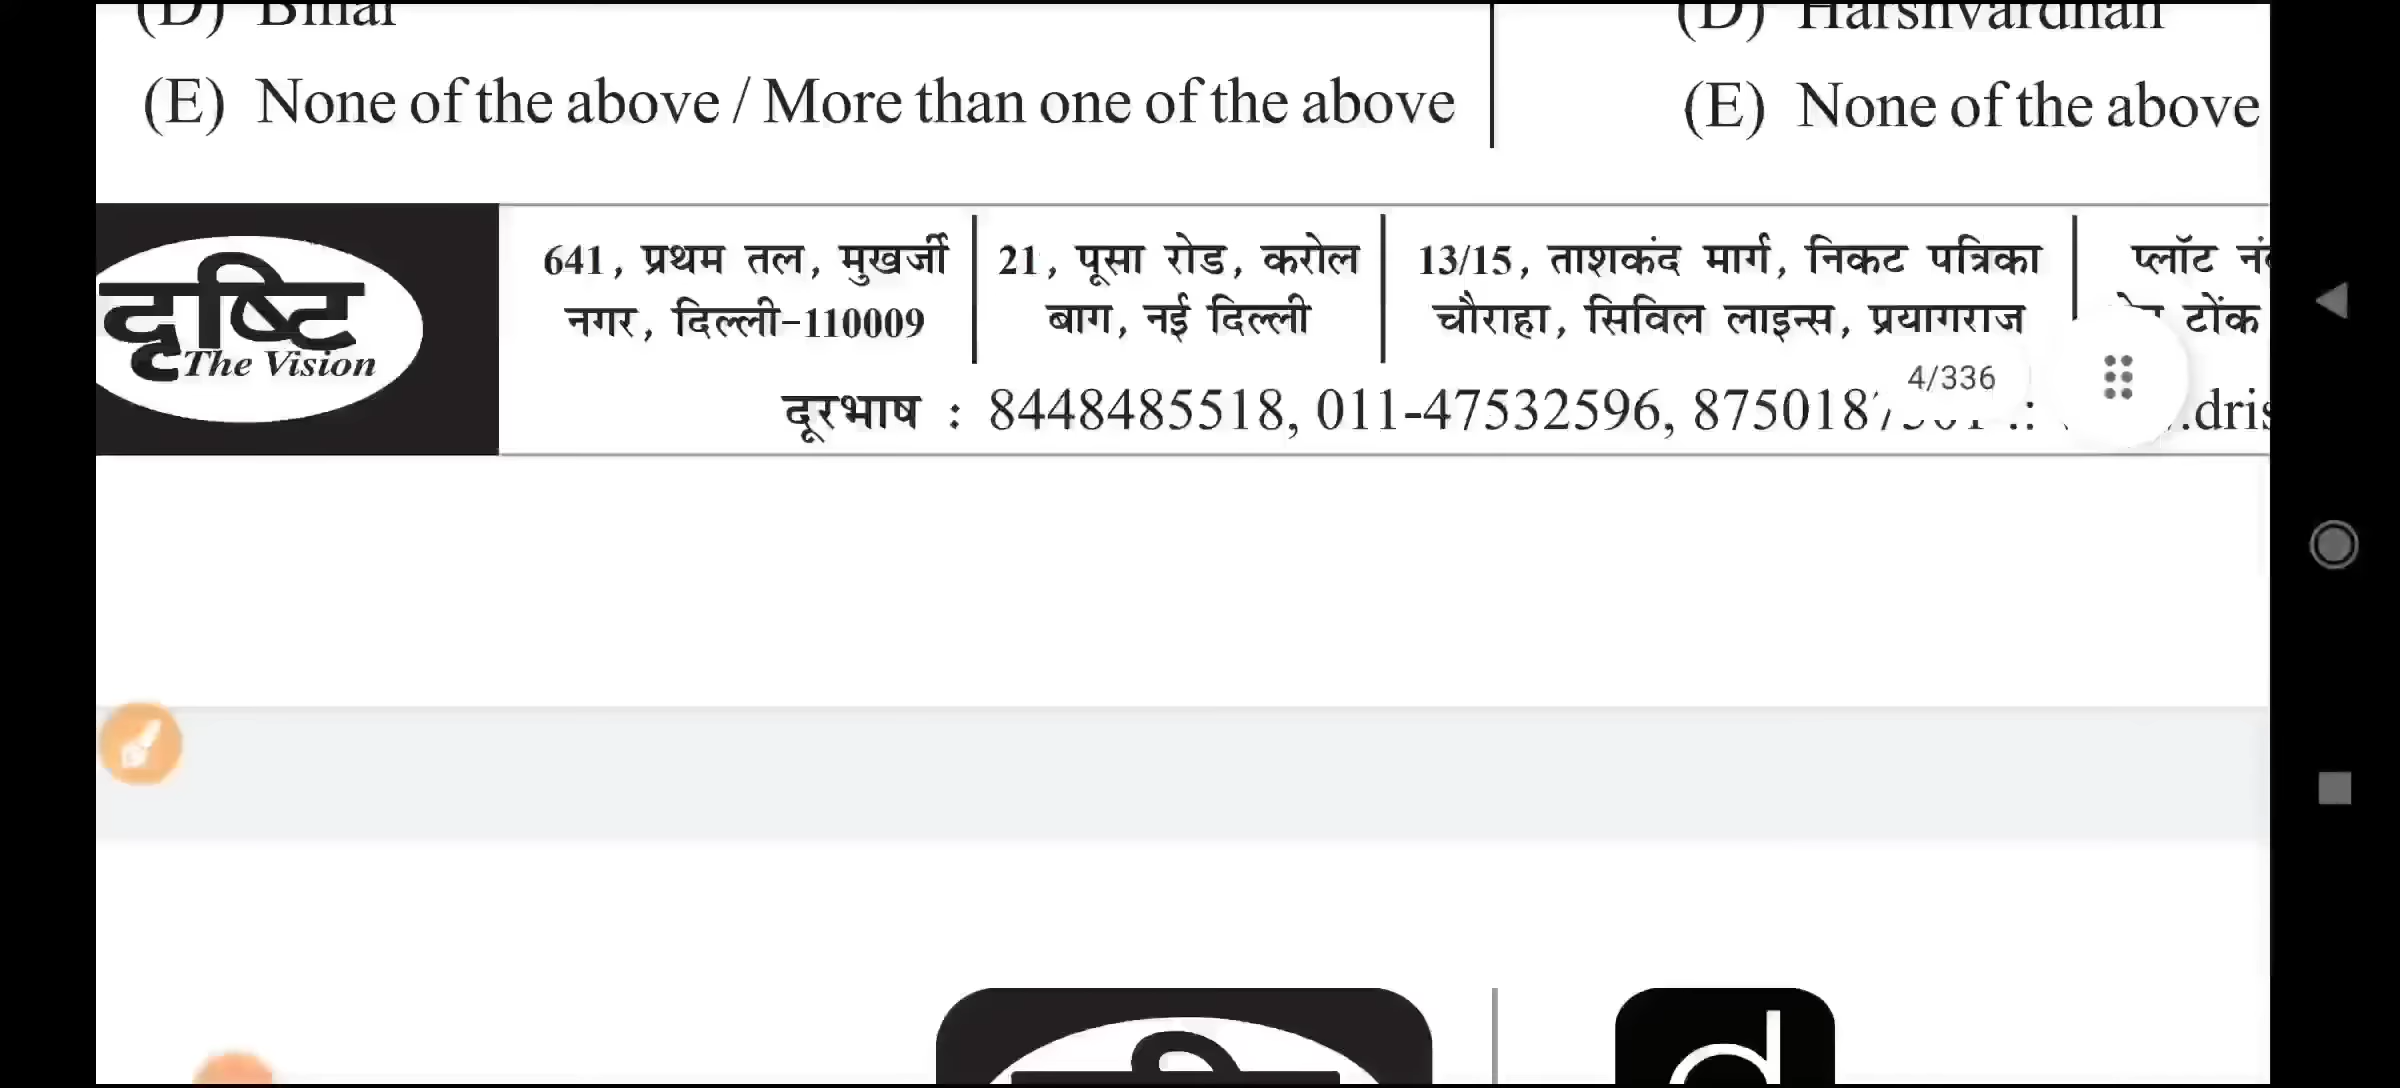 (D) Bihar
(E) None of the above / More than one of the above
(D) Harshvardhan
(E) None of the above
दृष्टि
The Vision
641, प्रथम तल, मुखर्जी
नगर, दिल्ली-110009
21, पूसा रोड, करोल
बाग, नई दिल्ली
13/15, ताशकंद मार्ग, निकट पत्रिका
चौराहा, सिविल लाइन्स, प्रयागराज
प्लॉट
टोंक
4/336
दूरभाष : 8448485518, 011-47532596,
d